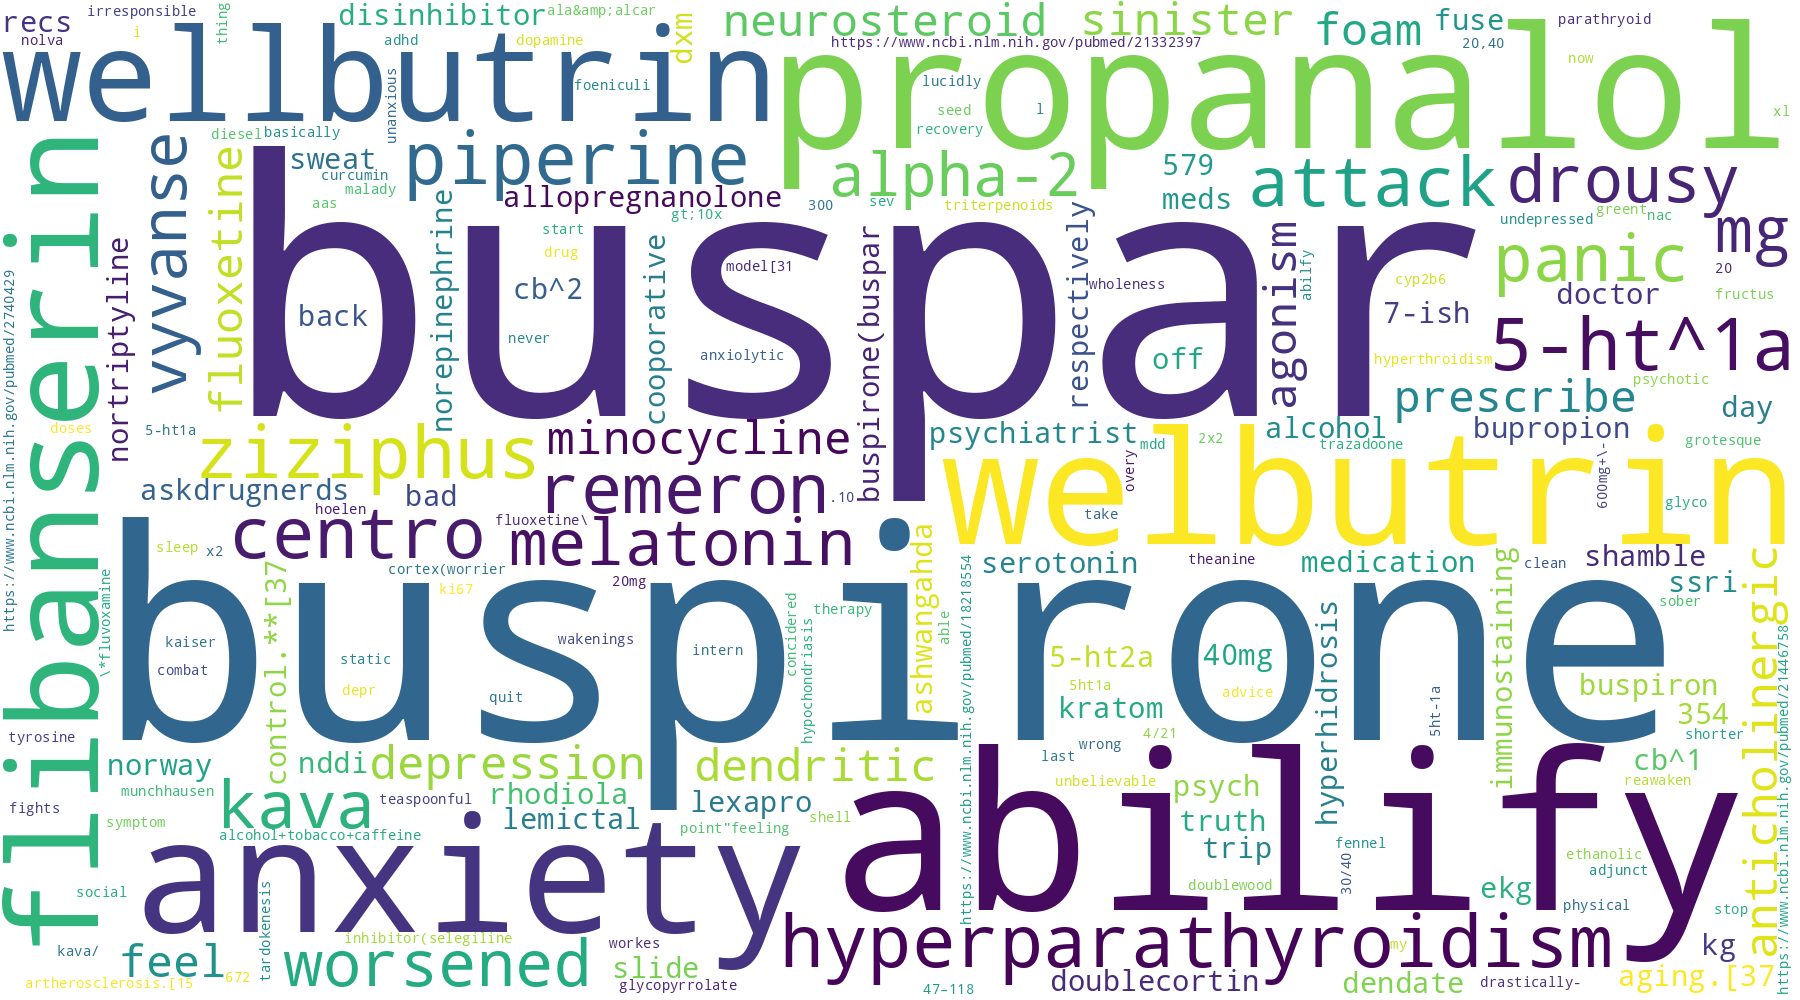 recs
irresponsible
nolva
i
thing
disinhibitor
ala&amp;alcar
adhd
dopamine
dxm
neurosteroid
sinister
foam
fuse
parathryoid
20,40
https://www.ncbi.nlm.nih.gov/pubmed/21332397
wellbutrin
propanalol
now
foeniculi
unanxious
lucidly
seed
l
recovery
xl
flibanserin
vyvanse
diesel
basically
fluoxetine
sweat
curcumin
malady
piperine
alpha-2
579
meds
attack
drousy
allopregnanolone
aas
gt;10x
300
sev
triterpenoids
undepressed
greent
nac
mg
norepinephrine
start
drug
cooporative
buspirone(buspar
respectively
agonism
abilfy
panic
20
nortriptyline
buspar
model[31
wholeness
cyp2b6
doctor
fructus
https://www.ncbi.nlm.nih.gov/pubmed/2740429
back
cb^2
never
anxiolytic
off
7-ish
5-ht^1a
hyperthroidism
psychotic
prescribe
day
doses
5-ht1a
ziziphus
minocycline
psychiatrist
mdd
2x2
alcohol
trazadoone
bupropion
grotesque
askdrugnerds
bad
remeron
.10
welbutrin
overy
600mg+\-
glyco
hoelen
centro
fluoxetine\
melatonin
take
sleep
x2
cortex(worrier
ki67
20mg
ashwangahda
serotonin
theanine
medication
clean
shamble
ssri
\*fluvoxamine
control.**[37
buspirone
concidered
hypochondriasis
therapy
able
https://www.ncbi.nlm.nih.gov/pubmed/18218554
hyperhidrosis
immunostaining
sober
anticholinergic
https://www.ncbi.nlm.nih.gov/pubmed/21446758
kaiser
combat
static
depr
wakenings
quit
intern
5-ht2a
5ht1a
40mg
advice
5ht-1a
buspiron
kratom
354
4/21
shorter
tyrosine
norway
nddi
depression
dendritic
last
wrong
cb^1
munchhausen
kava
teaspoonful
rhodiola
lexapro
unbelievable
psych
reawaken
fights
symptom
alcohol+tobacco+caffeine
lemictal
point"feeling
shell
abilify
truth
trip
fennel
30/40
ethanolic
adjunct
anxiety
social
doublewood
ekg
physical
stop
tardokenesis
hyperparathyroidism
kava/
feel
inhibitor(selegiline
workes
my
kg
artherosclerosis.[15
672
worsened
slide
glycopyrrolate
47–118
doublecortin
dendate
drastically-
aging.[37